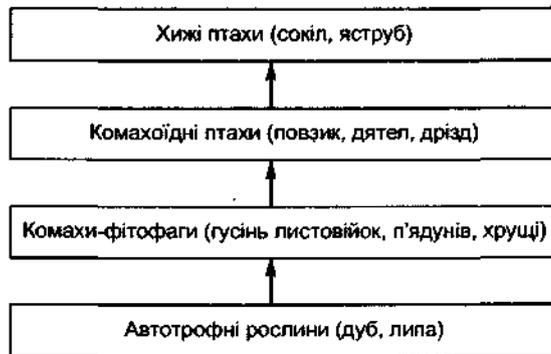 Хижі птахи (сокіл, яструб)
Комахоїдні птахи (повзик, дятел, дрізд)
Комахи-фітофаги (гусінь листовійок, п'ядунів, хрущі)
Автотрофні рослини (дуб, липа)